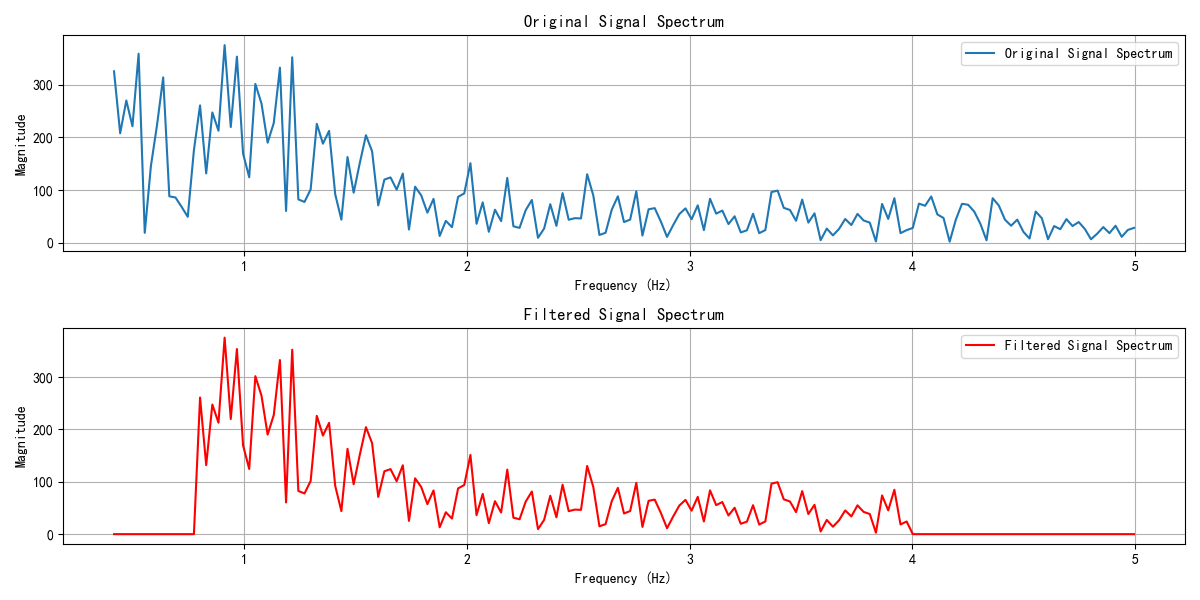 Original Signal Spectrum
Original Signal Spectrum
Magnitude
300
200
100
0
1 2 3 4 5
Frequency (Hz)
Filtered Signal Spectrum
Filtered Signal Spectrum
Magnitude
300
200
100
0
1 2 3 4 5
Frequency (Hz)